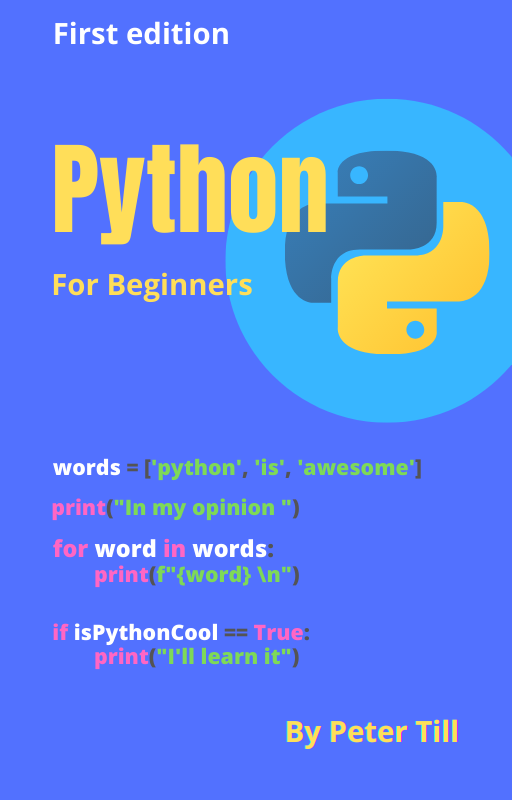 First edition
Python
For Beginners
words = ['python', 'is', 'awesome']
print("In my opinion ")
for word in words:
print(f"{word} \n")
if isPythonCool == True:
print("I'll learn it")
By Peter Till